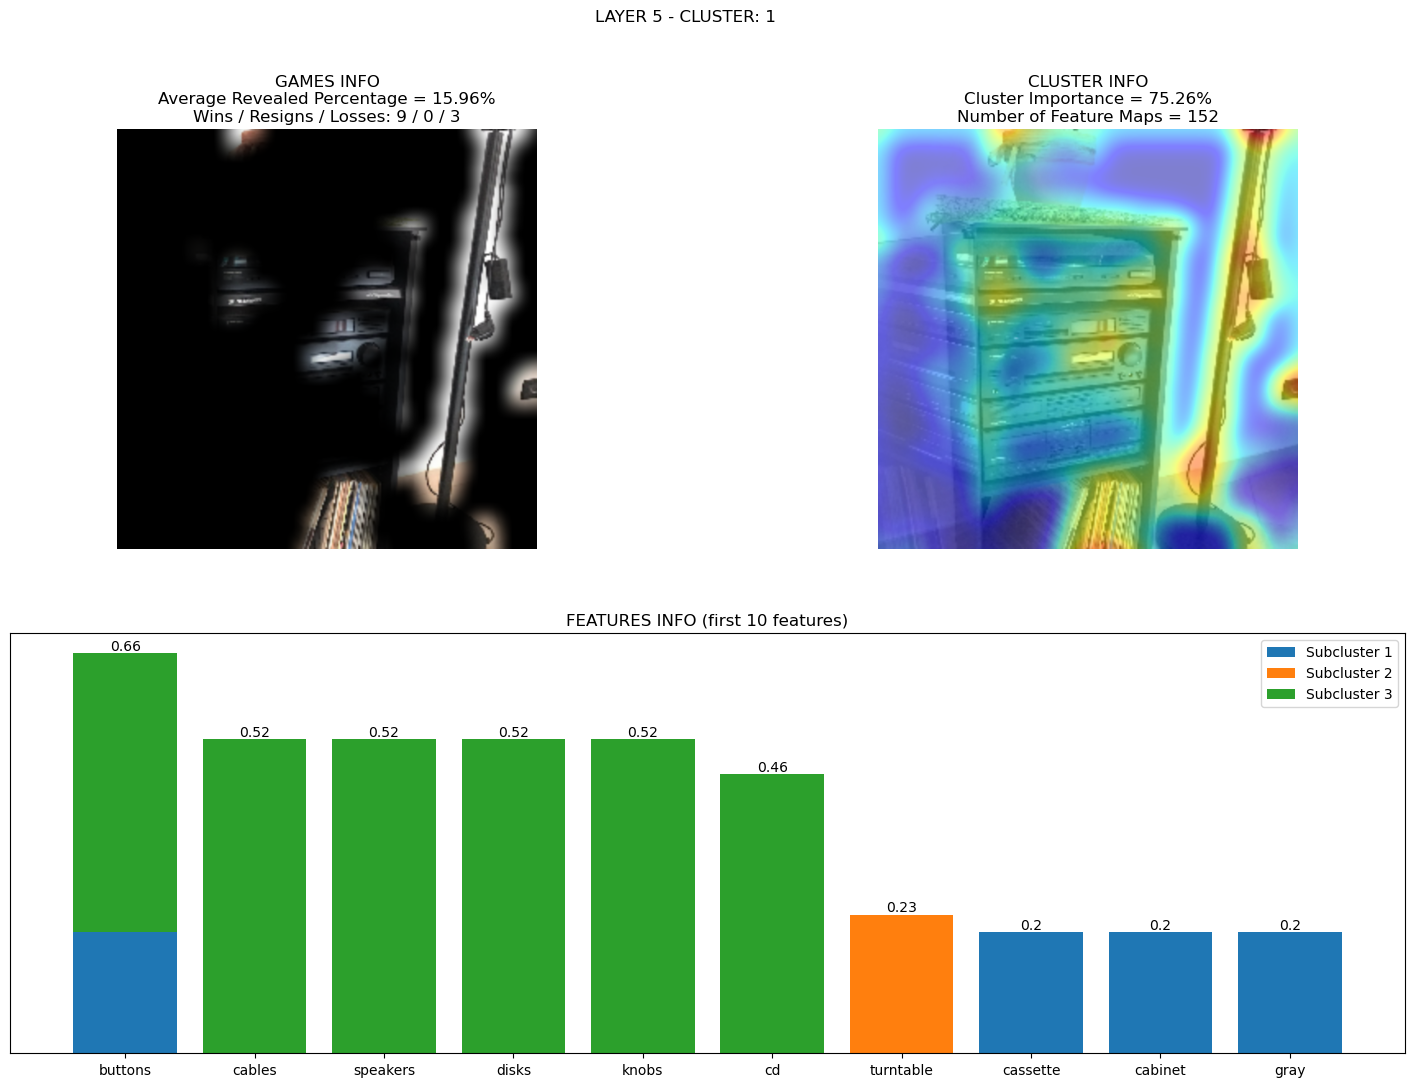 LAYER 5 - CLUSTER: 1
GAMES INFO
Average Revealed Percentage = 15.96%
Wins / Resigns / Losses: 9 / 0 / 3
CLUSTER INFO
Cluster Importance = 75.26%
Number of Feature Maps = 152
FEATURES INFO (first 10 features)
Subcluster 1
Subcluster 2
Subcluster 3
0.66
0.52
0.52
0.52
0.52
0.46
0.23
0.2
0.2
0.2
buttons
cables
speakers
disks
knobs
cd
turntable
cassette
cabinet
gray